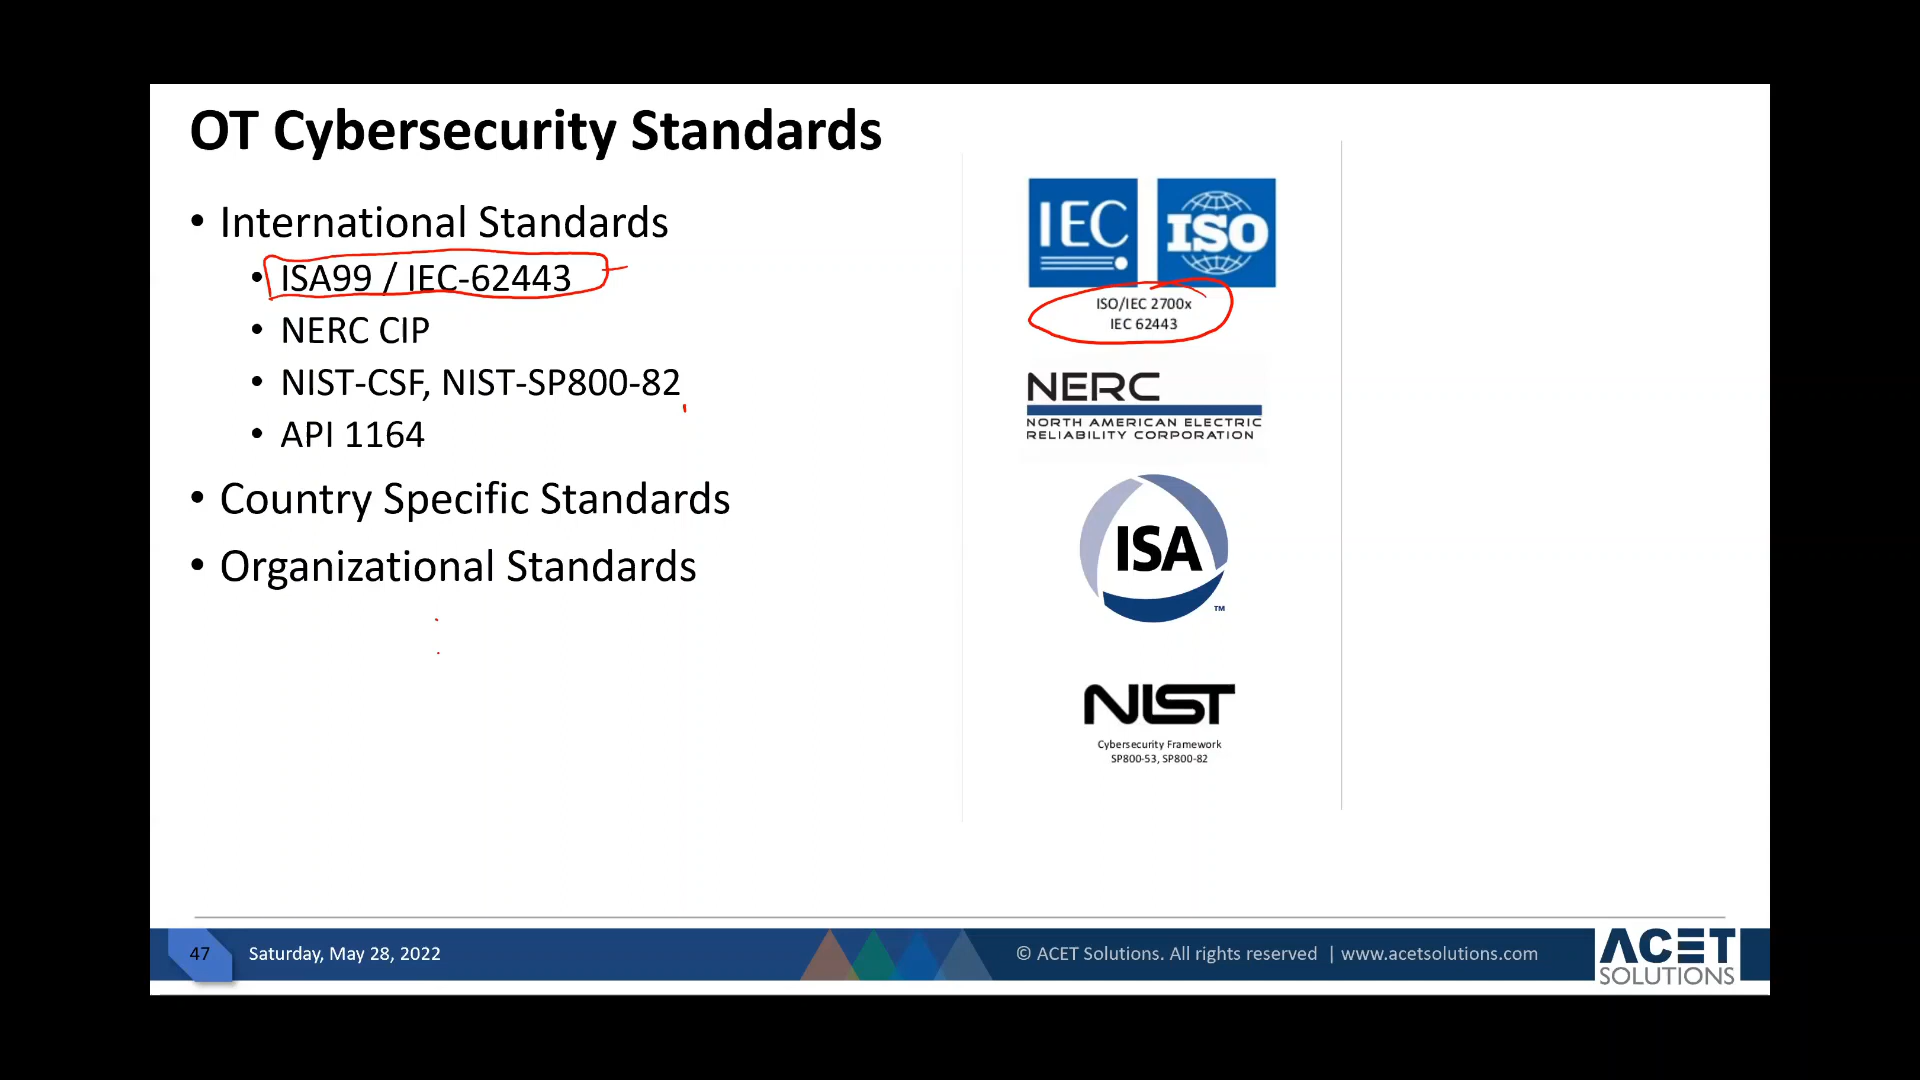 OT Cybersecurity Standards
• International Standards
• ISA99 / IEC-62443
• NERC CIP
• NIST-CSF, NIST-SP800-82
• API 1164
• Country Specific Standards
• Organizational Standards
IEC ISO
ISO/IEC 2700x
IEC 62443
NERC
NORTH AMERICAN ELECTRIC
RELIABILITY CORPORATION
ISA
TM
NIST
Cybersecurity Framework
SP800-53, SP800-82
47 Saturday, May 28, 2022 © ACET Solutions. All rights reserved | www.acetsolutions.com
ACET
SOLUTIONS